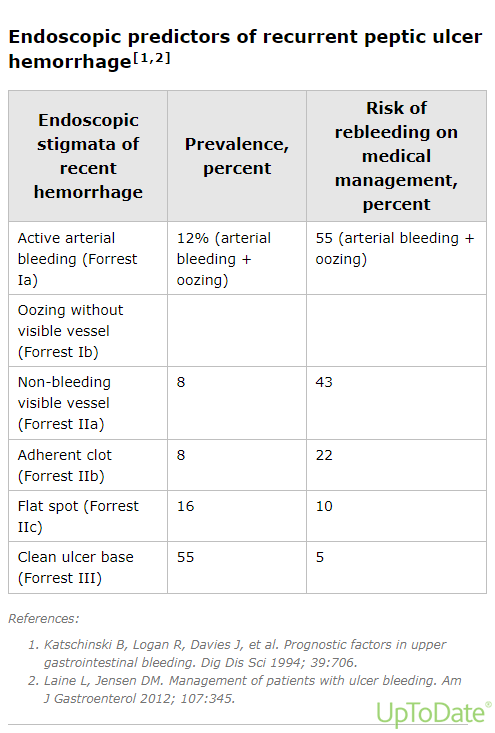 Endoscopic predictors of recurrent peptic ulcer
hemorrhage[1,2]
Endoscopic
stigmata of
recent
hemorrhage
Prevalence,
percent
Risk of
rebleeding on
medical
management,
percent
Active arterial
bleeding (Forrest
Ia)
12% (arterial
bleeding +
oozing)
55 (arterial bleeding +
oozing)
Oozing without
visible vessel
(Forrest Ib)
Non-bleeding
visible vessel
(Forrest IIa)
8
43
Adherent clot
(Forrest IIb)
8
22
Flat spot (Forrest
IIc)
16
10
Clean ulcer base
(Forrest III)
55
5
References:
1. Katschinski B, Logan R, Davies J, et al. Prognostic factors in upper
gastrointestinal bleeding. Dig Dis Sci 1994; 39:706.
2. Laine L, Jensen DM. Management of patients with ulcer bleeding. Am
J Gastroenterol 2012; 107:345.
UpToDate®